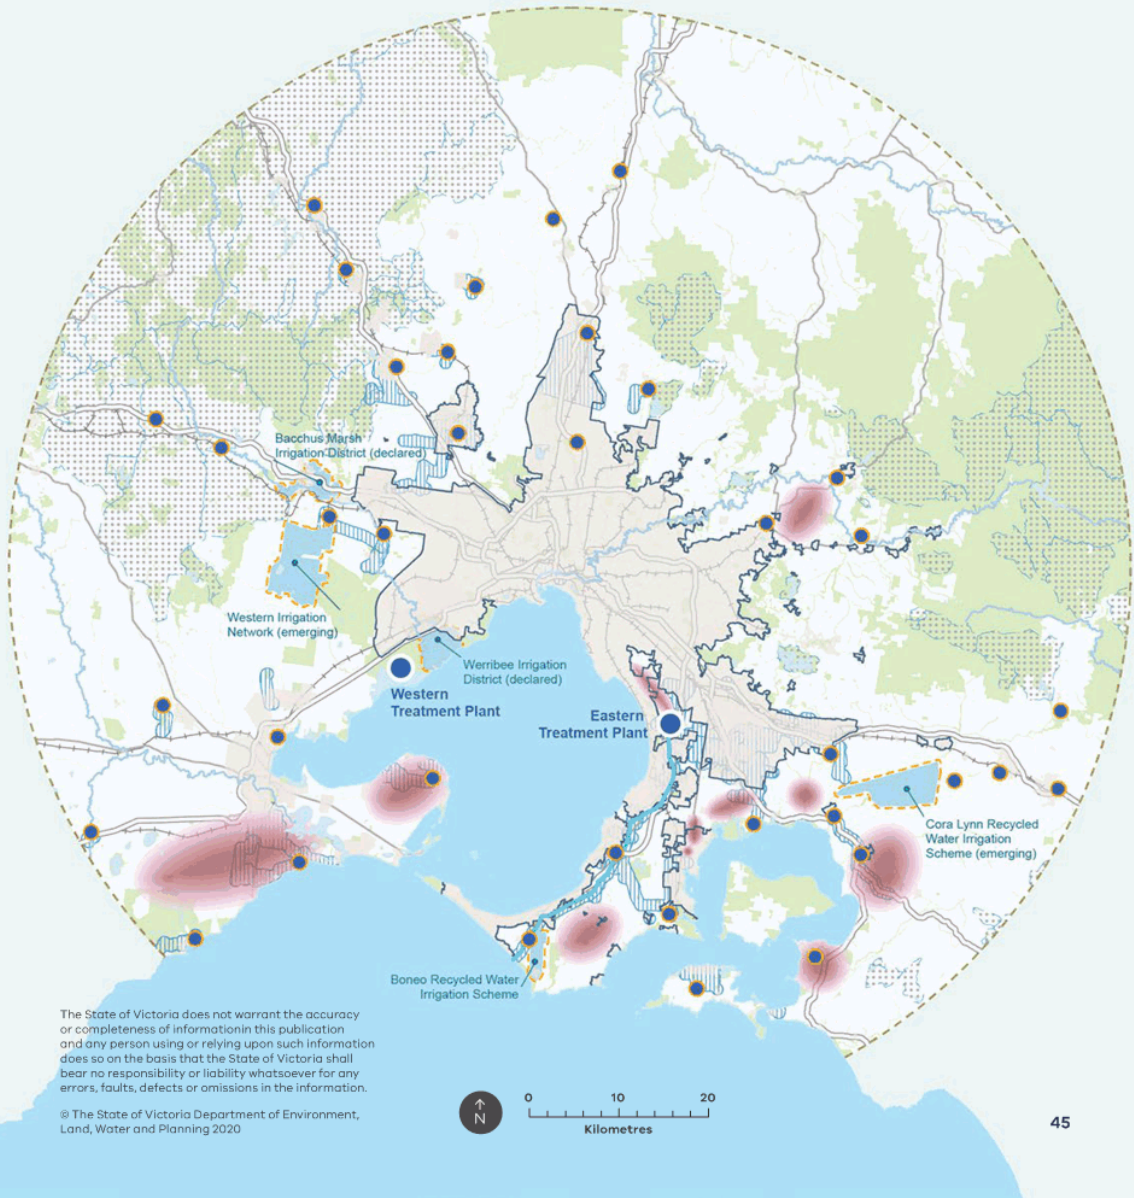 Bacchus Marsh
Irrigation District (declared)
Western Irrigation
Network (emerging)
Werribee Irrigation
District (declared)
Western
Treatment Plant
Eastern
Treatment Plant
Cora Lynn Recycled
Water Irrigation
Scheme (emerging)
Boneo Recycled Water
Irrigation Scheme
The State of Victoria does not warrant the accuracy
or completeness of informationin this publication
and any person using or relying upon such information
does so on the basis that the State of Victoria shall
bear no responsibility or liability whatsoever for any
errors, faults, defects or omissions in the information.
© The State of Victoria Department of Environment,
Land, Water and Planning 2020
N
0 10 20
Kilometres
45